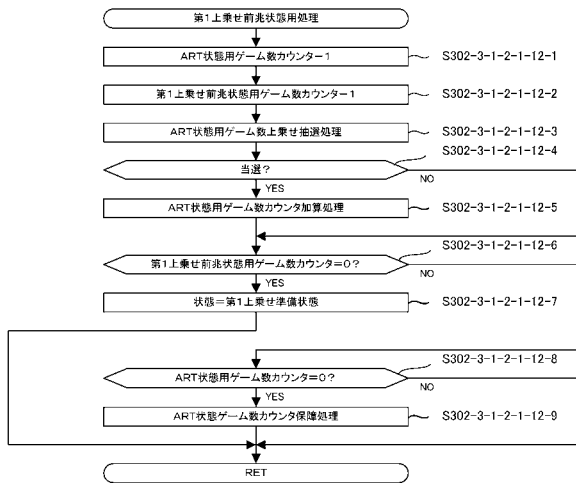 第1上乗せ前兆状態用処理
ART状態用ゲーム数カウンター1
S302-3-1-2-1-12-1
第1上乗せ前兆状態用ゲーム数カウンター1
S302-3-1-2-1-12-2
ART状態用ゲーム数上乗せ抽選処理
S302-3-1-2-1-12-3
S302-3-1-2-1-12-4
当選?
NO
YES
ART状態用ゲーム数カウンタ加算処理
S302-3-1-2-1-12-5
S302-3-1-2-1-12-6
第1上乗せ前兆状態用ゲーム数カウンタ=0?
NO
YES
状態=第1上乗せ準備状態
S302-3-1-2-1-12-7
S302-3-1-2-1-12-8
ART状態用ゲーム数カウンタ=0?
NO
YES
ART状態ゲーム数カウンタ保障処理
S302-3-1-2-1-12-9
RET